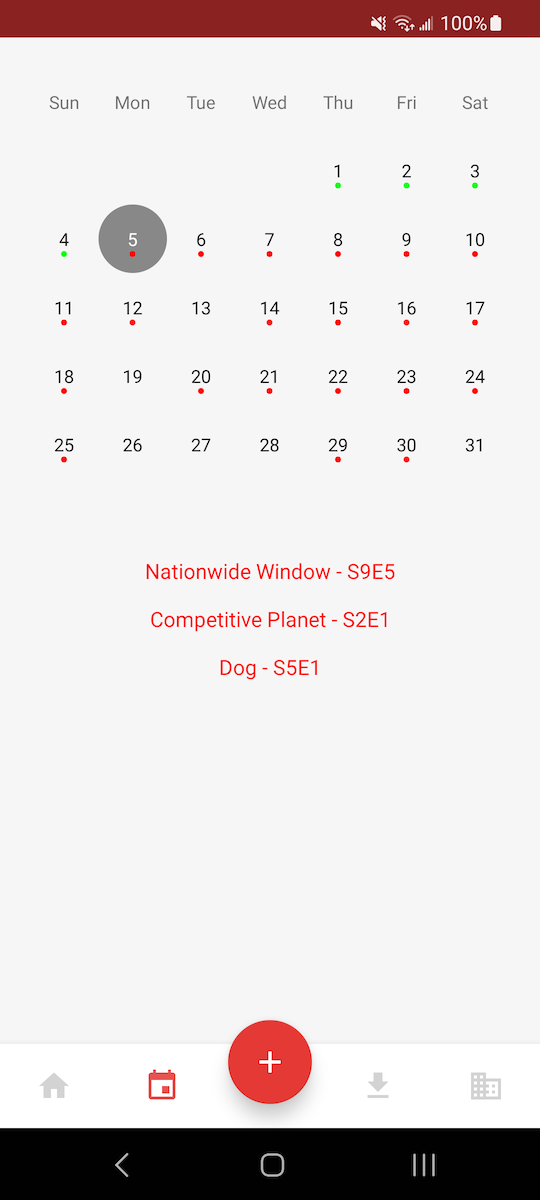 100%
Sun Mon Tue Wed Thu Fri Sat
1 2 3
4 5 6 7 8 9 10
11 12 13 14 15 16 17
18 19 20 21 22 23 24
25 26 27 28 29 30 31
Nationwide Window - S9E5
Competitive Planet - S2E1
Dog - S5E1